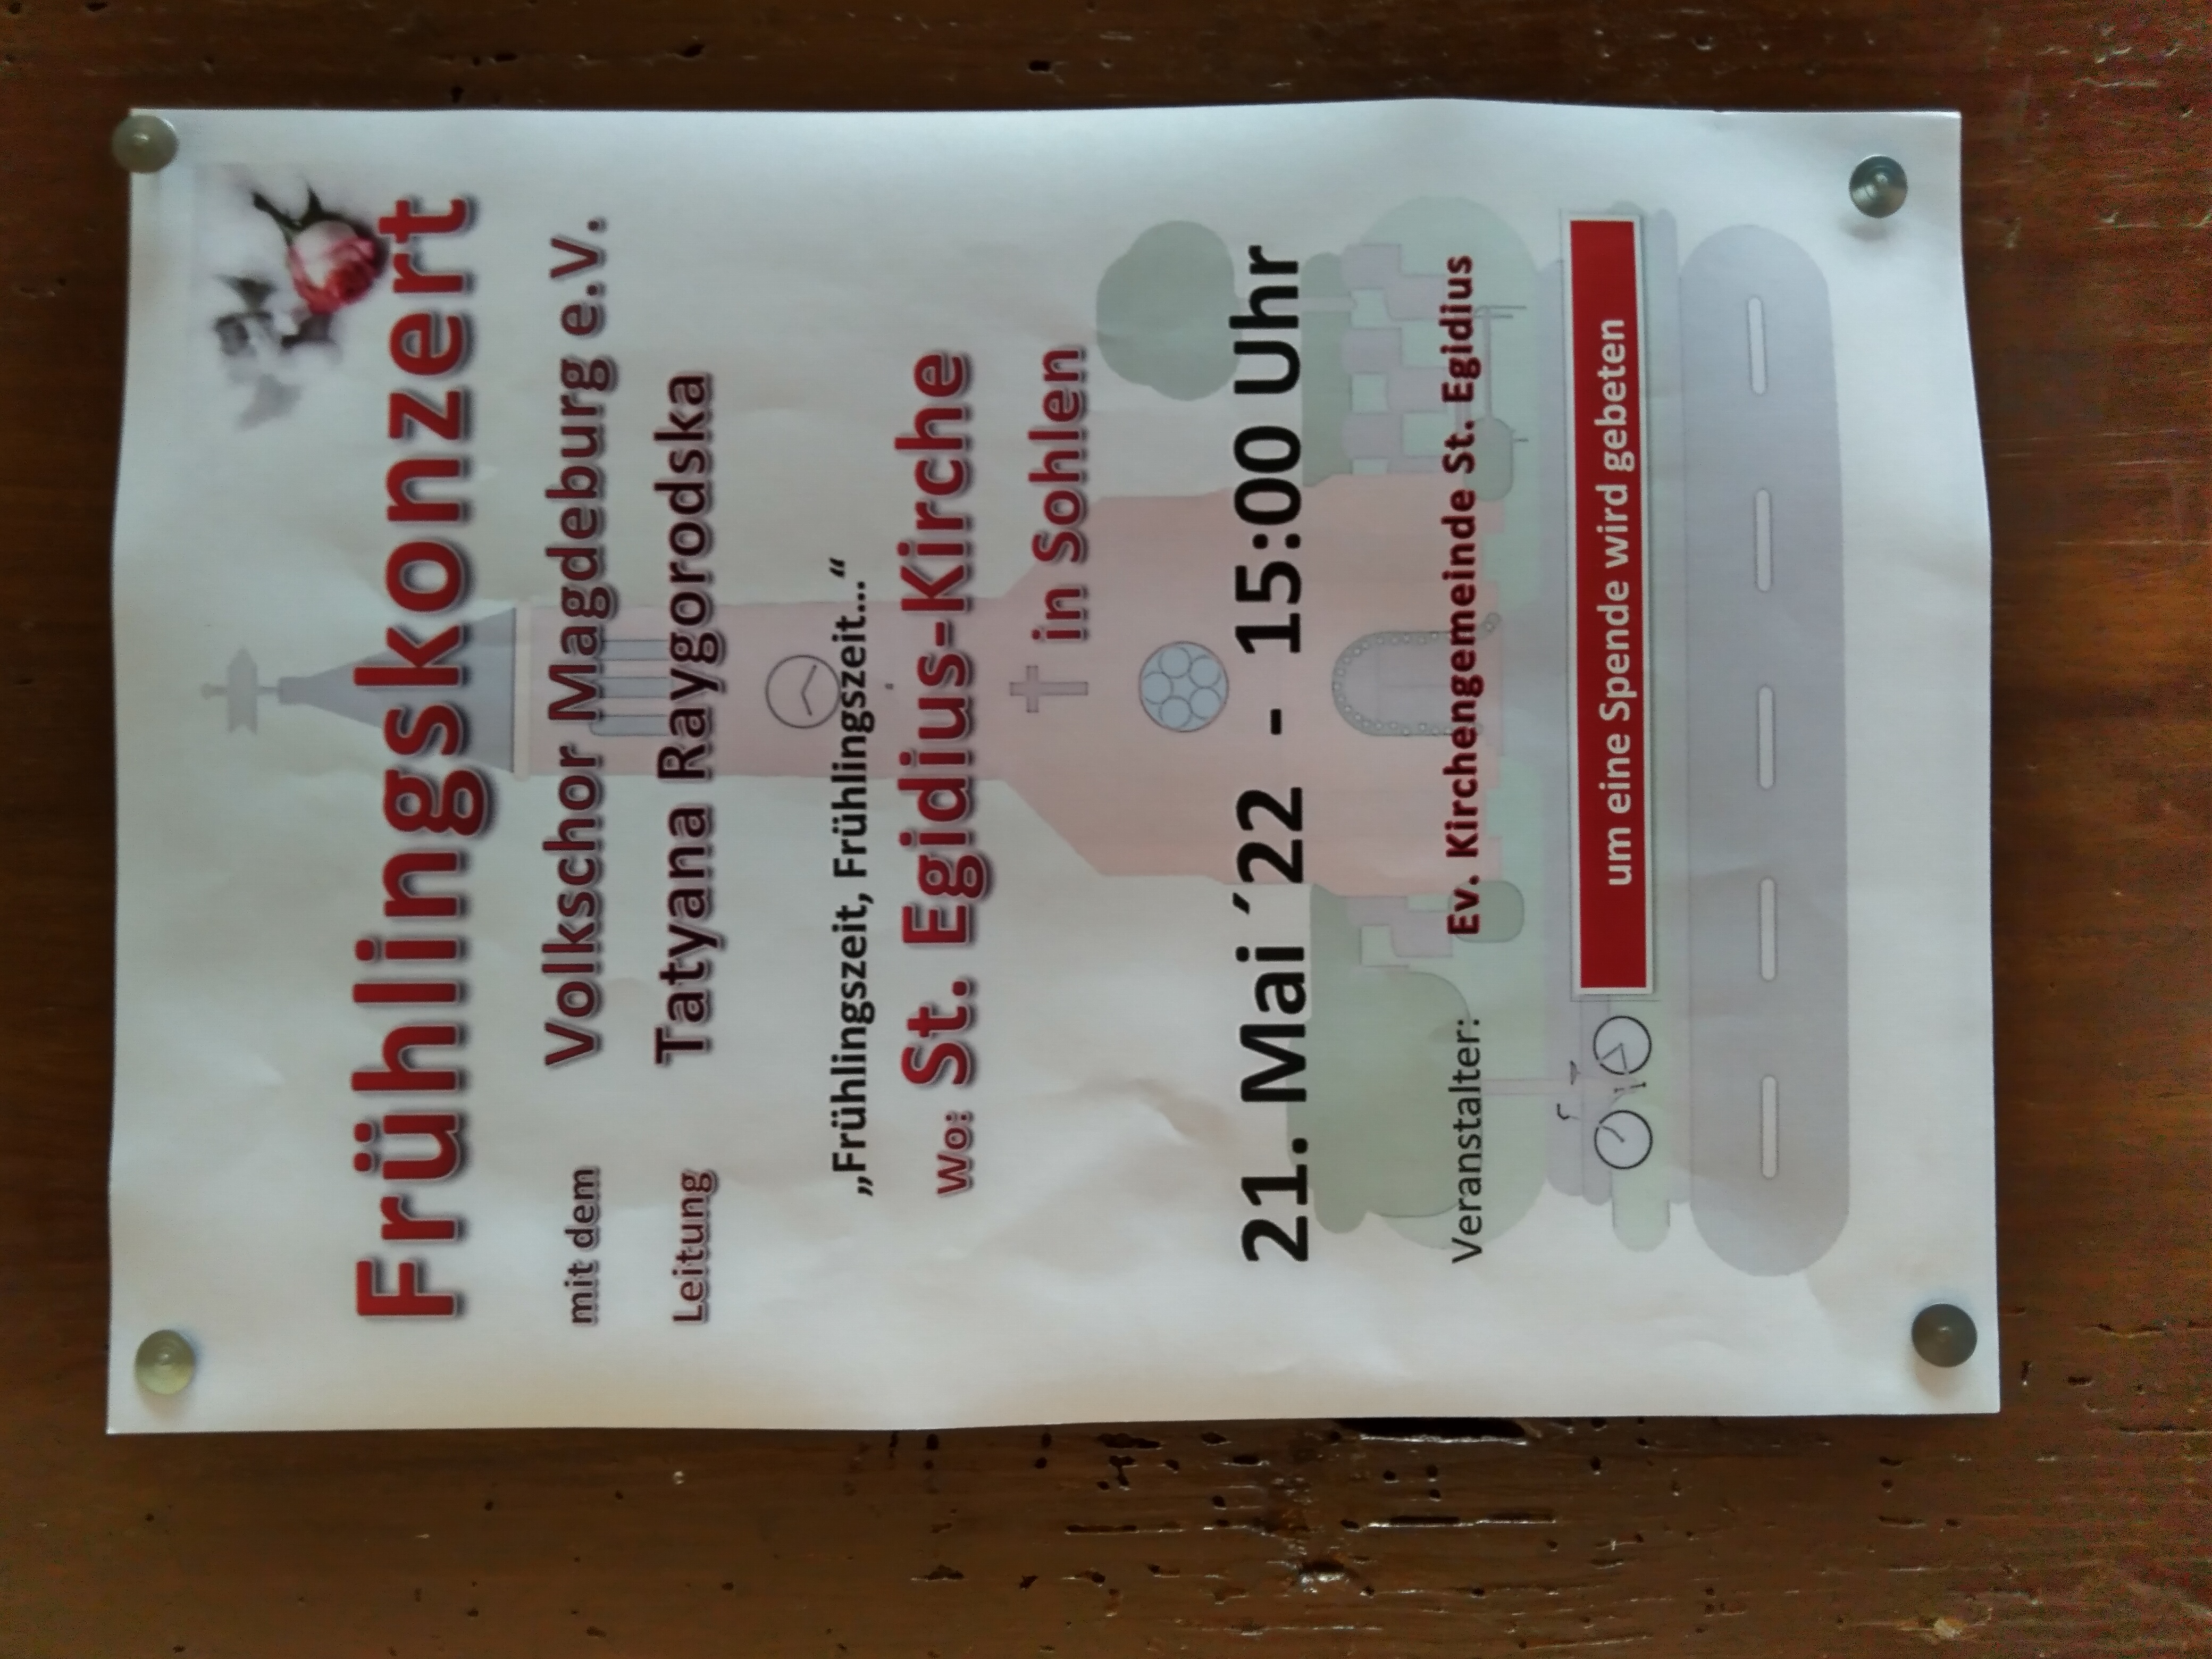 Frühlingskonzert
mit dem Volkschor Magdeburg e.V.
Leitung Tatyana Raygorodska
„Frühlingszeit, Frühlingszeit...“
Wo: St. Egidius-Kirche
in Sohlen
21. Mai ´22 - 15:00 Uhr
Veranstalter: Ev. Kirchengemeinde St. Egidius
um eine Spende wird gebeten